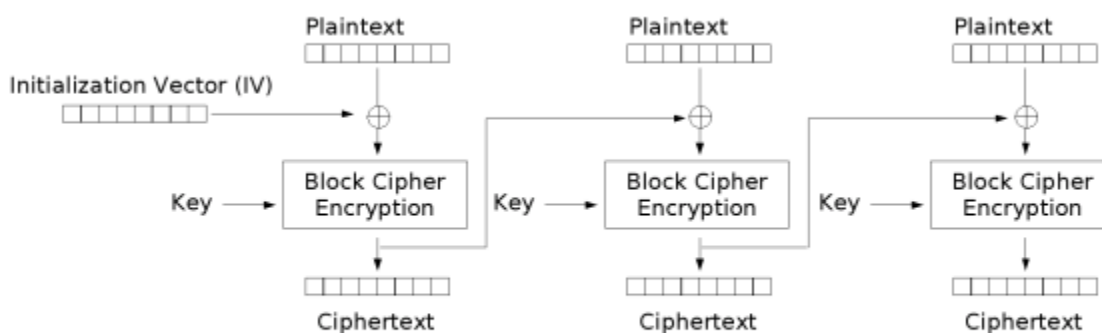 Plaintext Plaintext Plaintext
Initialization Vector (IV)
Key Block Cipher Encryption Key Block Cipher Encryption Key Block Cipher Encryption
Ciphertext Ciphertext Ciphertext